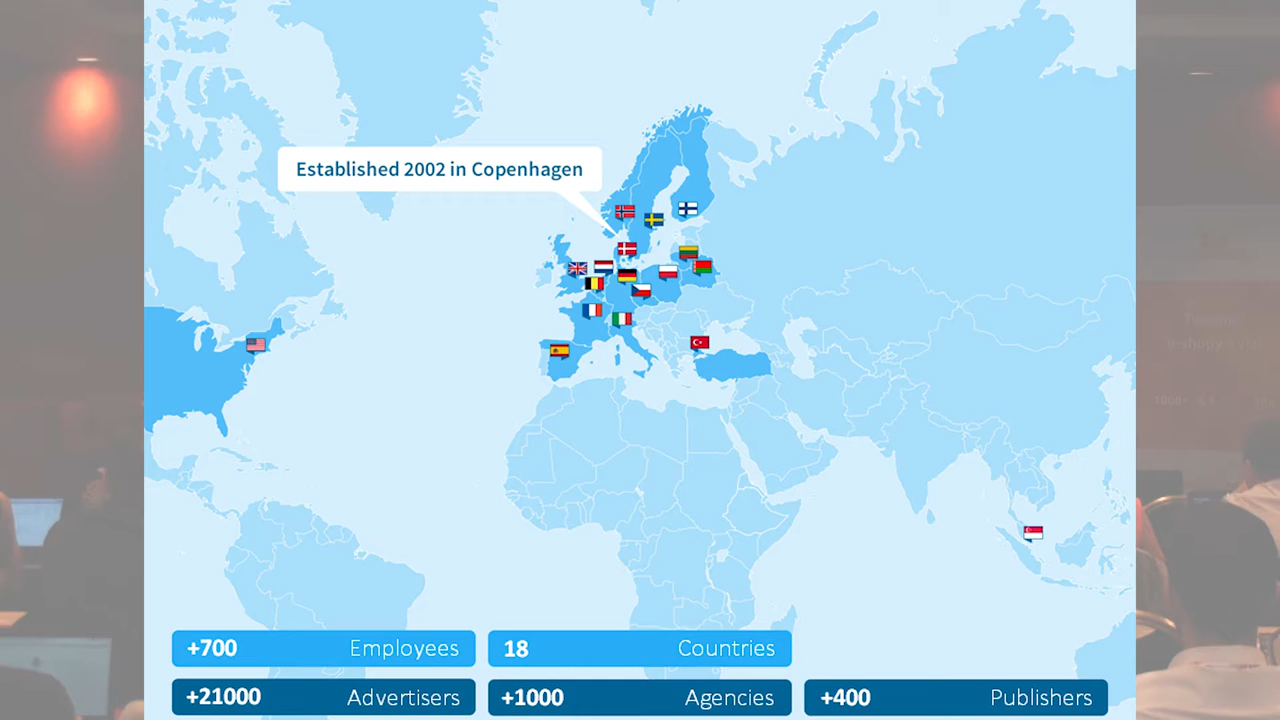 Established 2002 in Copenhagen
+700 Employees
18 Countries
+21000 Advertisers
+1000 Agencies
+400 Publishers